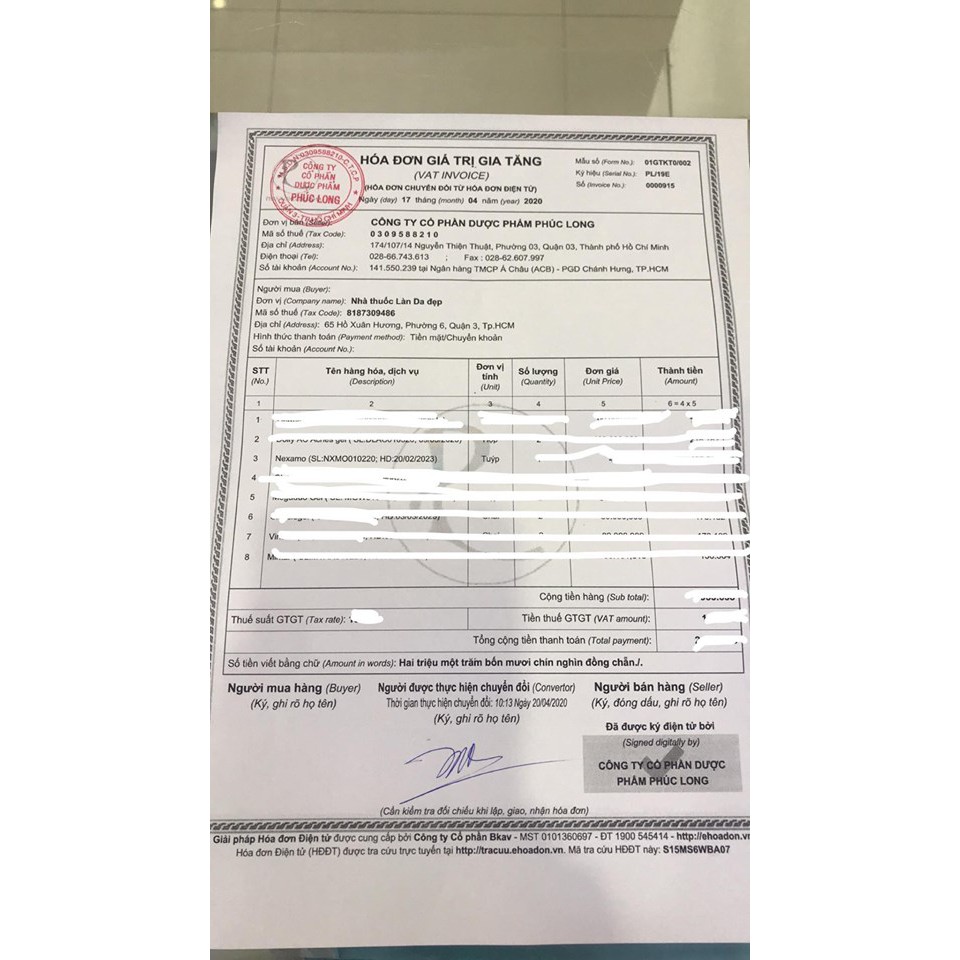 HÓA ĐƠN GIÁ TRỊ GIA TĂNG
(VAT INVOICE)
(HÓA ĐƠN CHUYỂN ĐỔI TỪ HÓA ĐƠN ĐIỆN TỬ)
Ngày (day) 17 tháng (month) 04 năm (year) 2020
Mẫu số (Form No.): 01GTKT0/002
Ký hiệu (Serial No.): PL/19E
Số (Invoice No.): 0000915
CÔNG TY
CỔ PHẦN
DƯỢC PHẨM
PHÚC LONG
Đơn vị bán (Seller): CÔNG TY CỔ PHẦN DƯỢC PHẨM PHÚC LONG
Mã số thuế (Tax Code): 0309588210
Địa chỉ (Address): 174/107/14 Nguyễn Thiện Thuật, Phường 03, Quận 03, Thành phố Hồ Chí Minh
Điện thoại (Tel): 028-66.743.613 ; Fax : 028-62.607.997
Số tài khoản (Account No.): 141.550.239 tại Ngân hàng TMCP Á Châu (ACB) - PGD Chánh Hưng, TP.HCM
Người mua (Buyer):
Đơn vị (Company name): Nhà thuốc Làn Da đẹp
Mã số thuế (Tax Code): 8187309486
Địa chỉ (Address): 65 Hồ Xuân Hương, Phường 6, Quận 3, Tp.HCM
Hình thức thanh toán (Payment method): Tiền mặt/Chuyển khoản
Số tài khoản (Account No.):
STT (No.) Tên hàng hóa, dịch vụ (Description) Đơn vị tính (Unit) Số lượng (Quantity) Đơn giá (Unit Price) Thành tiền (Amount)
1 2 3 4 5 6 = 4 x 5
1
2
3 Nexamo (SL:NXMO010220; HD:20/02/2023) Tuýp
4
5
6
7
8
Cộng tiền hàng (Sub total):
Thuế suất GTGT (Tax rate): Tiền thuế GTGT (VAT amount):
Tổng cộng tiền thanh toán (Total payment):
Số tiền viết bằng chữ (Amount in words): Hai triệu một trăm bốn mươi chín nghìn đồng chẵn./.
Người mua hàng (Buyer) Người được thực hiện chuyển đổi (Convertor) Người bán hàng (Seller)
(Ký, ghi rõ họ tên) Thời gian thực hiện chuyển đổi: 10:13 Ngày 20/04/2020 (Ký, đóng dấu, ghi rõ họ tên)
(Ký, ghi rõ họ tên)
Đã được ký điện tử bởi
(Signed digitally by)
CÔNG TY CỔ PHẦN DƯỢC
PHẨM PHÚC LONG
(Cần kiểm tra đối chiếu khi lập, giao, nhận hóa đơn)
Giải pháp Hóa đơn Điện tử được cung cấp bởi Công ty Cổ phần Bkav - MST 0101360697 - ĐT 1900 545414 - http://ehoadon.vn
Hóa đơn Điện tử (HĐĐT) được tra cứu trực tuyến tại http://tracuu.ehoadon.vn. Mã tra cứu HĐĐT này: S15MS6WBA07